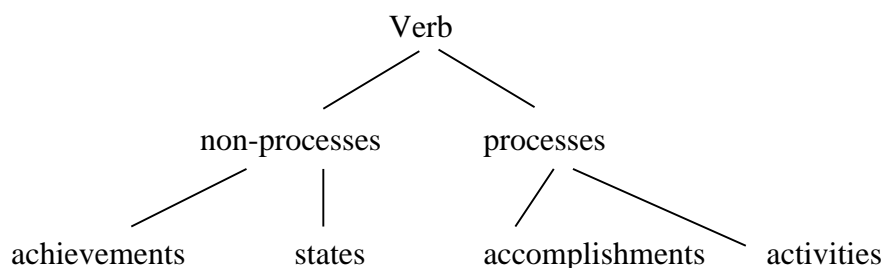 Verb
non-processes processes
achievements states accomplishments activities